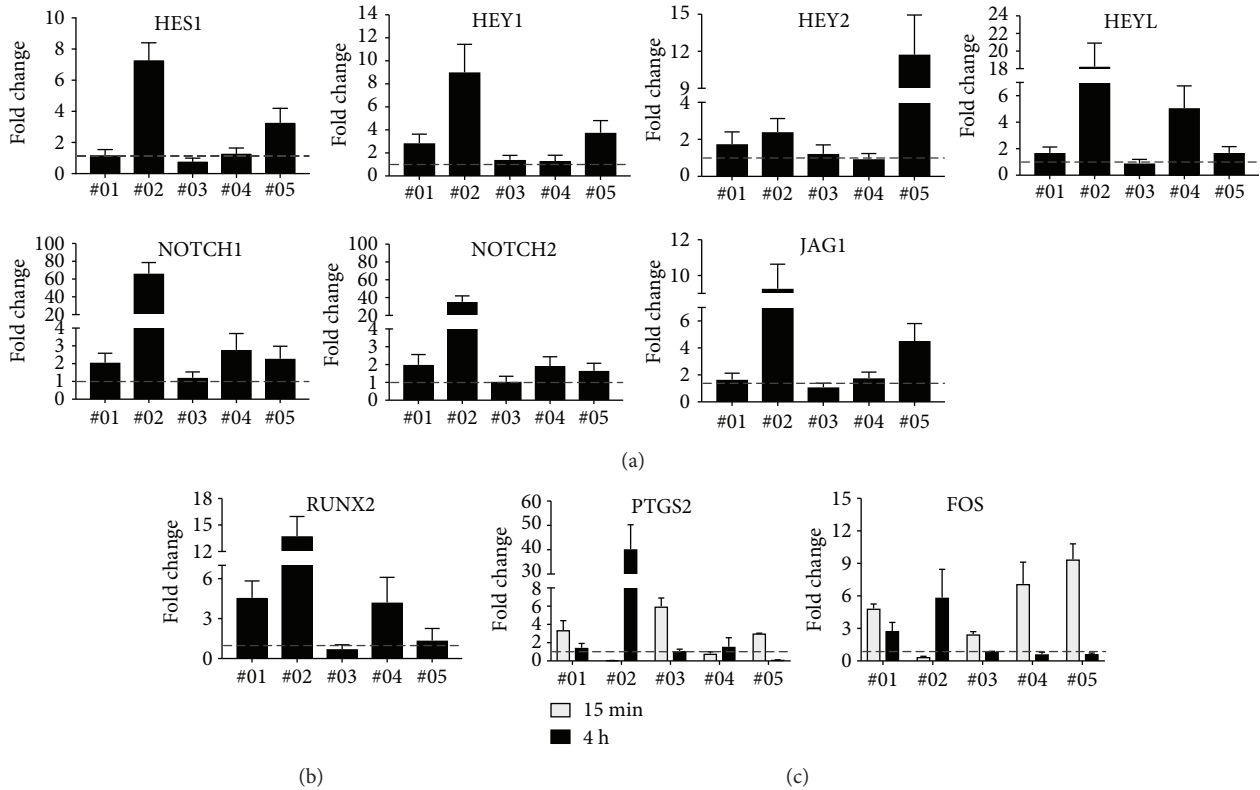 HES1
Fold change
10
8
6
4
2
0
#01 #02 #03 #04 #05
HEY1
Fold change
14
12
10
8
6
4
2
0
#01 #02 #03 #04 #05
HEY2
Fold change
15
12
9
4
2
0
#01 #02 #03 #04 #05
HEYL
Fold change
24
22
20
18
6
4
2
0
#01 #02 #03 #04 #05
NOTCH1
Fold change
100
80
60
40
20
4
3
2
1
0
#01 #02 #03 #04 #05
NOTCH2
Fold change
100
80
60
40
20
4
3
2
1
0
#01 #02 #03 #04 #05
JAG1
Fold change
12
10
6
4
2
0
#01 #02 #03 #04 #05
(a)
RUNX2
Fold change
18
15
12
6
3
0
#01 #02 #03 #04 #05
PTGS2
Fold change
60
50
40
30
8
6
4
2
0
#01 #02 #03 #04 #05
FOS
Fold change
15
12
9
6
3
0
#01 #02 #03 #04 #05
15 min
4 h
(b)
(c)